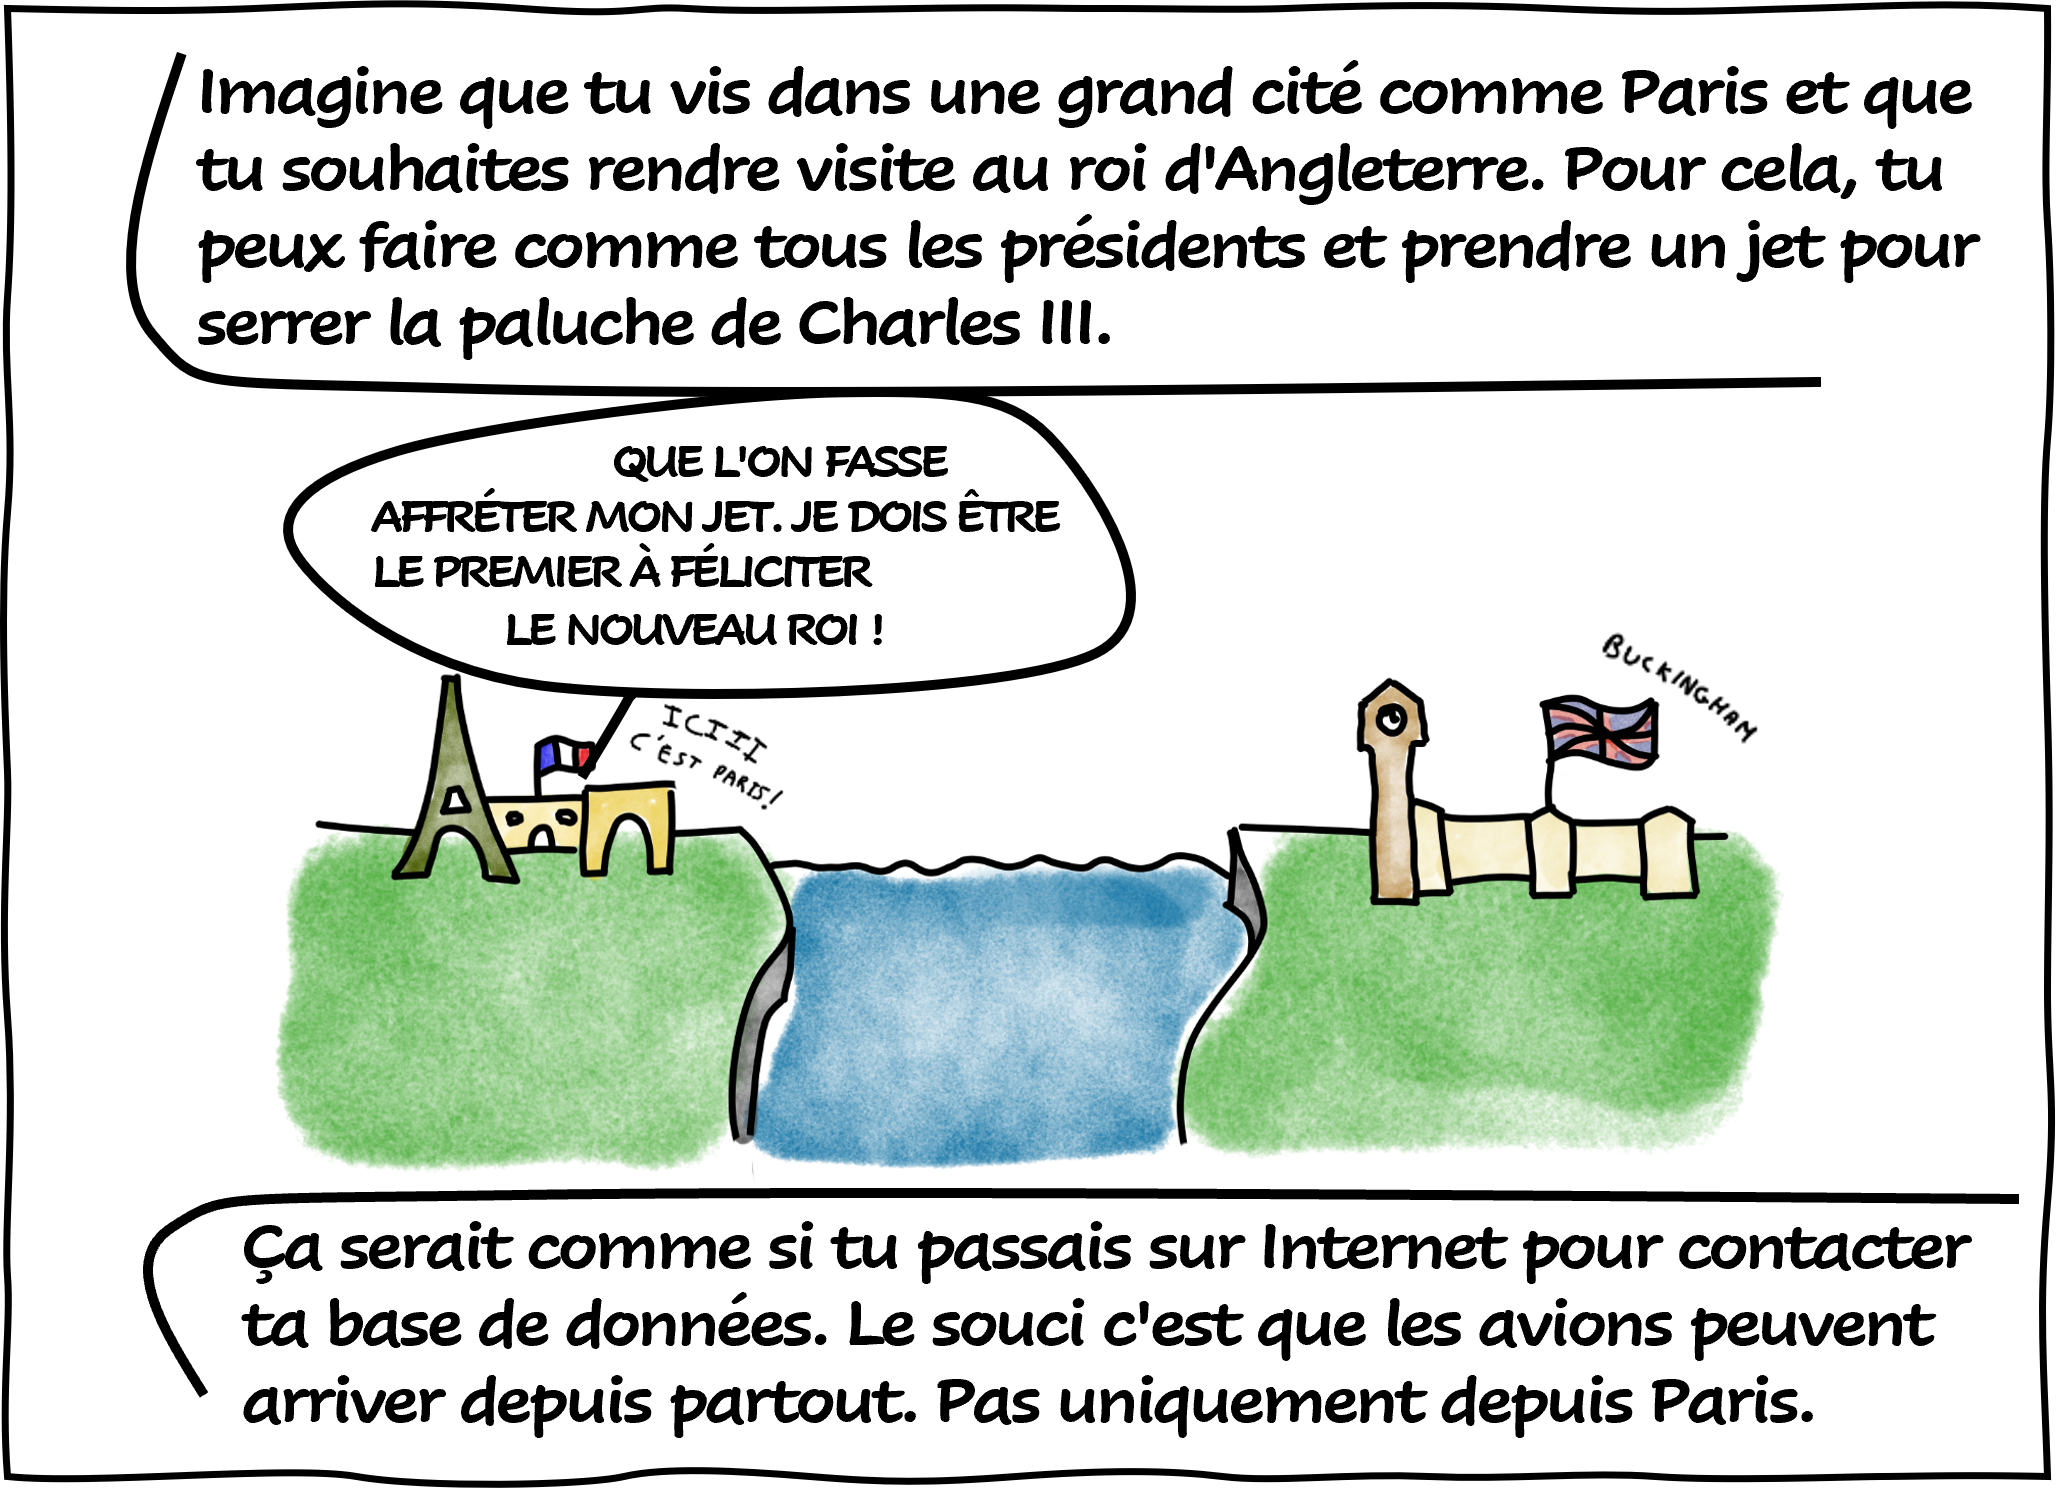 Imagine que tu vis dans une grand cité comme Paris et que
tu souhaites rendre visite au roi d'Angleterre. Pour cela, tu
peux faire comme tous les présidents et prendre un jet pour
serrer la paluche de Charles III.
QUE L'ON FASSE
AFFRÉTER MON JET. JE DOIS ÊTRE
LE PREMIER À FÉLICITER
LE NOUVEAU ROI !
ICIII
C'EST PARIS!
BUCKINGHAM
Ça serait comme si tu passais sur Internet pour contacter
ta base de données. Le souci c'est que les avions peuvent
arriver depuis partout. Pas uniquement depuis Paris.